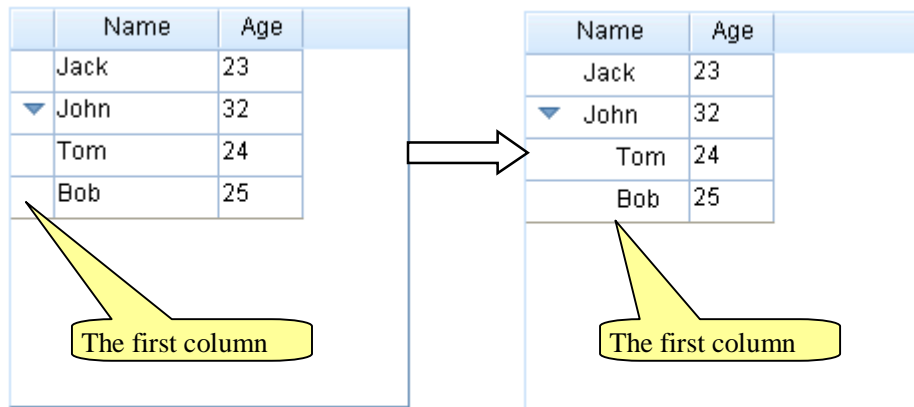 Name Age
Jack 23
John 32
Tom 24
Bob 25
The first column
Name Age
Jack 23
John 32
Tom 24
Bob 25
The first column